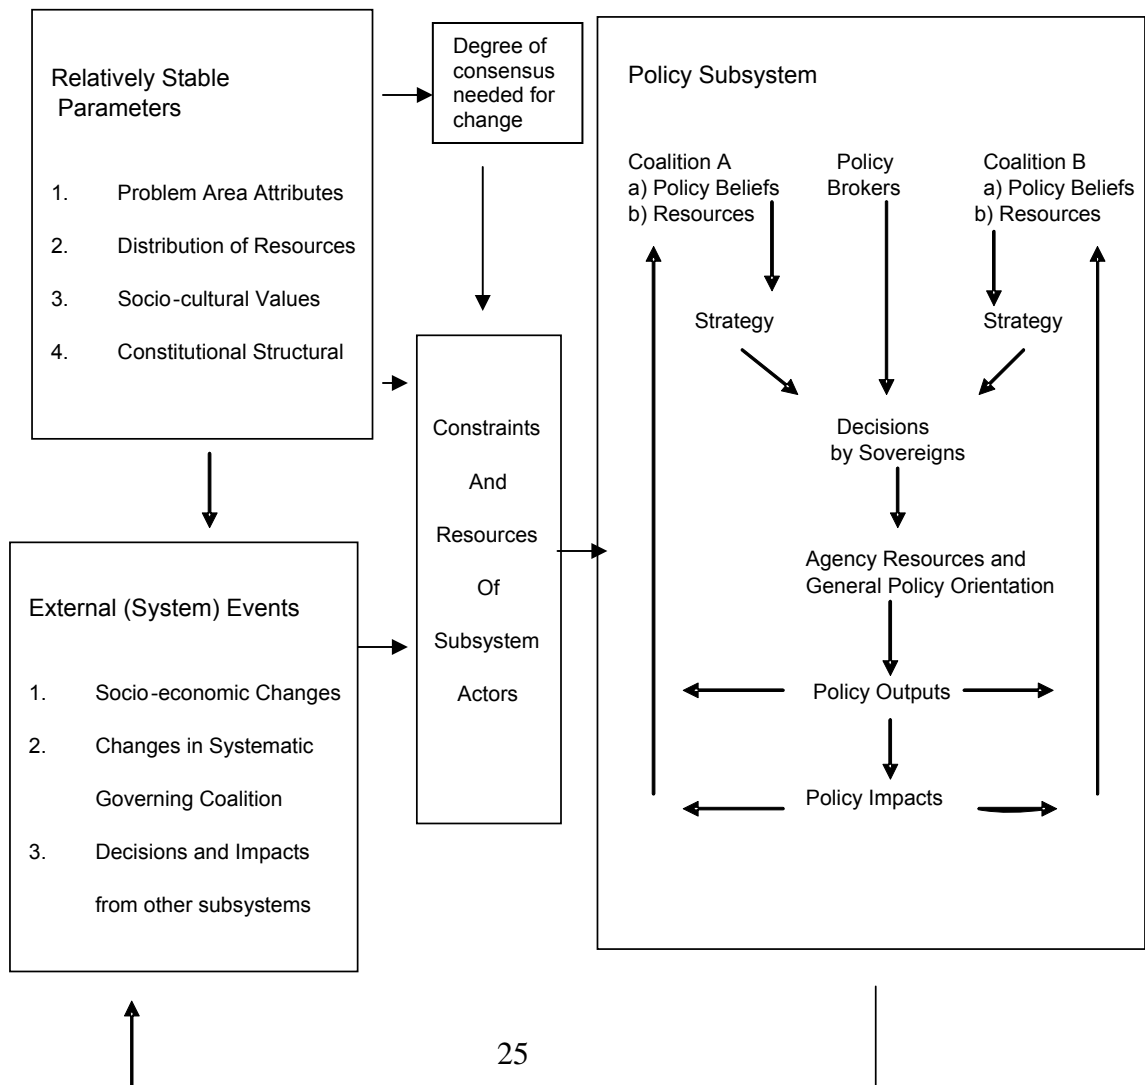 Relatively Stable
Parameters
1. Problem Area Attributes
2. Distribution of Resources
3. Socio-cultural Values
4. Constitutional Structural
Degree of
consensus
needed for
change
External (System) Events
1. Socio-economic Changes
2. Changes in Systematic
Governing Coalition
3. Decisions and Impacts
from other subsystems
Constraints
And
Resources
Of
Subsystem
Actors
Policy Subsystem
Coalition A
a) Policy Beliefs
b) Resources
Policy
Brokers
Coalition B
a) Policy Beliefs
b) Resources
Strategy
Strategy
Decisions
by Sovereigns
Agency Resources and
General Policy Orientation
Policy Outputs
Policy Impacts
25